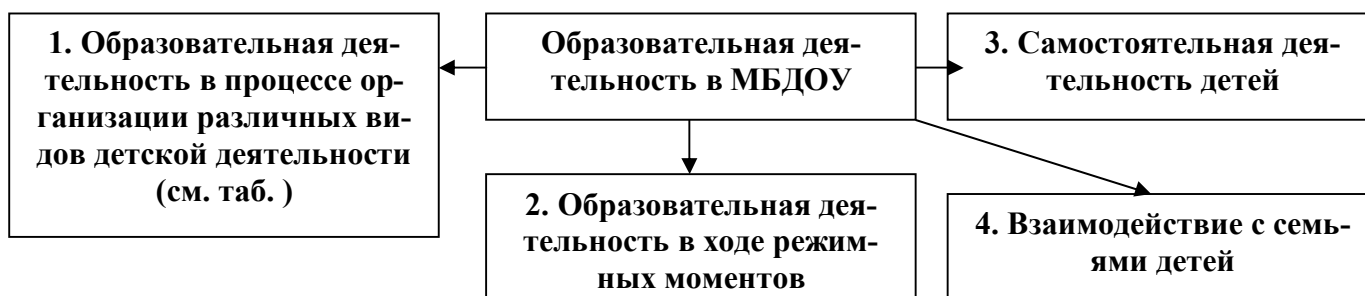 1. Образовательная дея-
тельность в процессе ор-
ганизации различных ви-
дов детской деятельности
(см. таб. )
Образовательная дея-
тельность в МБДОУ
3. Самостоятельная дея-
тельность детей
2. Образовательная дея-
тельность в ходе режим-
ных моментов
4. Взаимодействие с семь-
ями детей